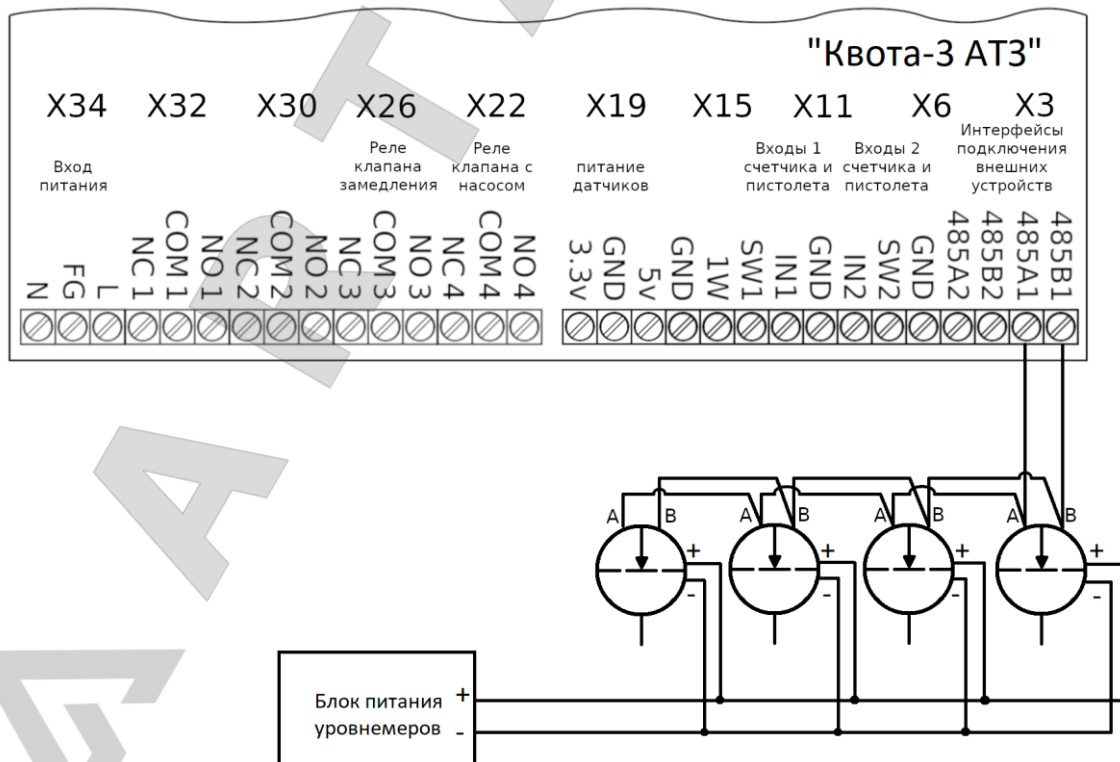 "Квота-3 АТЗ"
X34 X32 X30 X26 X22 X19 X15 X11 X6 X3
Вход
питания
Реле
клапана
замедления
Реле
клапана с
насосом
питание
датчиков
Входы 1
счетчика и
пистолета
Входы 2
счетчика и
пистолета
Интерфейсы
подключения
внешних
устройств
N FG L NC1 COM1 NO1 NC2 COM2 NO2 NC3 COM3 NO3 NC4 COM4 NO4 3.3v GND 5v GND 1W SW1 IN1 GND IN2 SW2 GND 485A2 485B2 485A1 485B1
A B A B A B A B
+ + + +
- - - -
Блок питания +
уровнемеров -